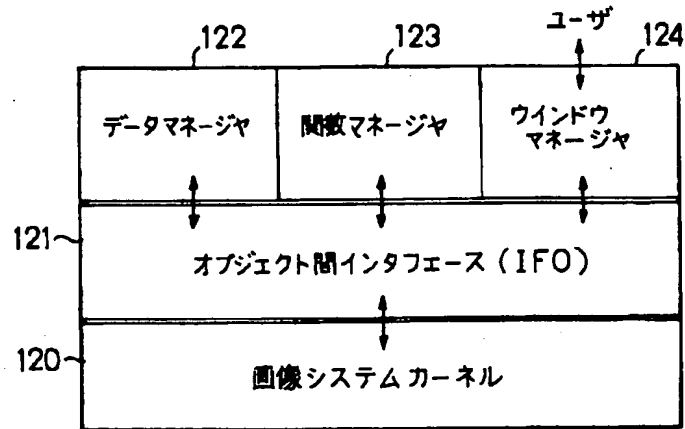 122
123
ユーザ
124
データマネージャ
関数マネージャ
ウインドウ
マネージャ
121
オブジェクト間インタフェース(IFO)
120
画像システムカーネル